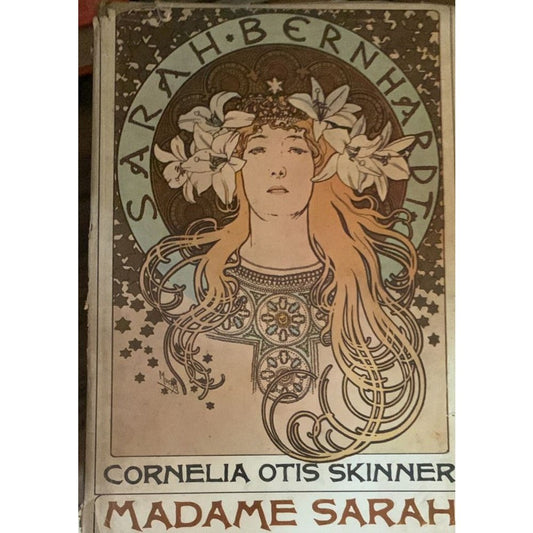 SARAH · BERNHARDT ·
CORNELIA OTIS SKINNER
MADAME SARAH